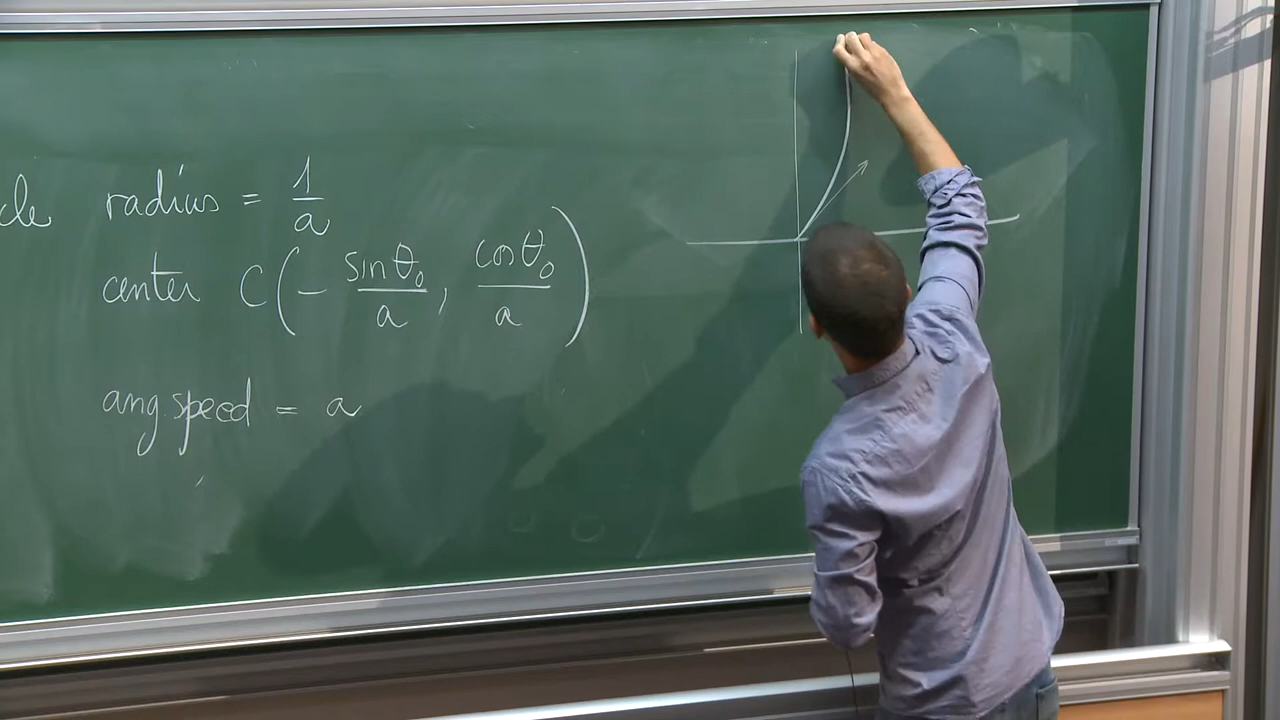 cle radius = 1/a
center C(- sinθ₀/a, cosθ₀/a)
ang. speed = a